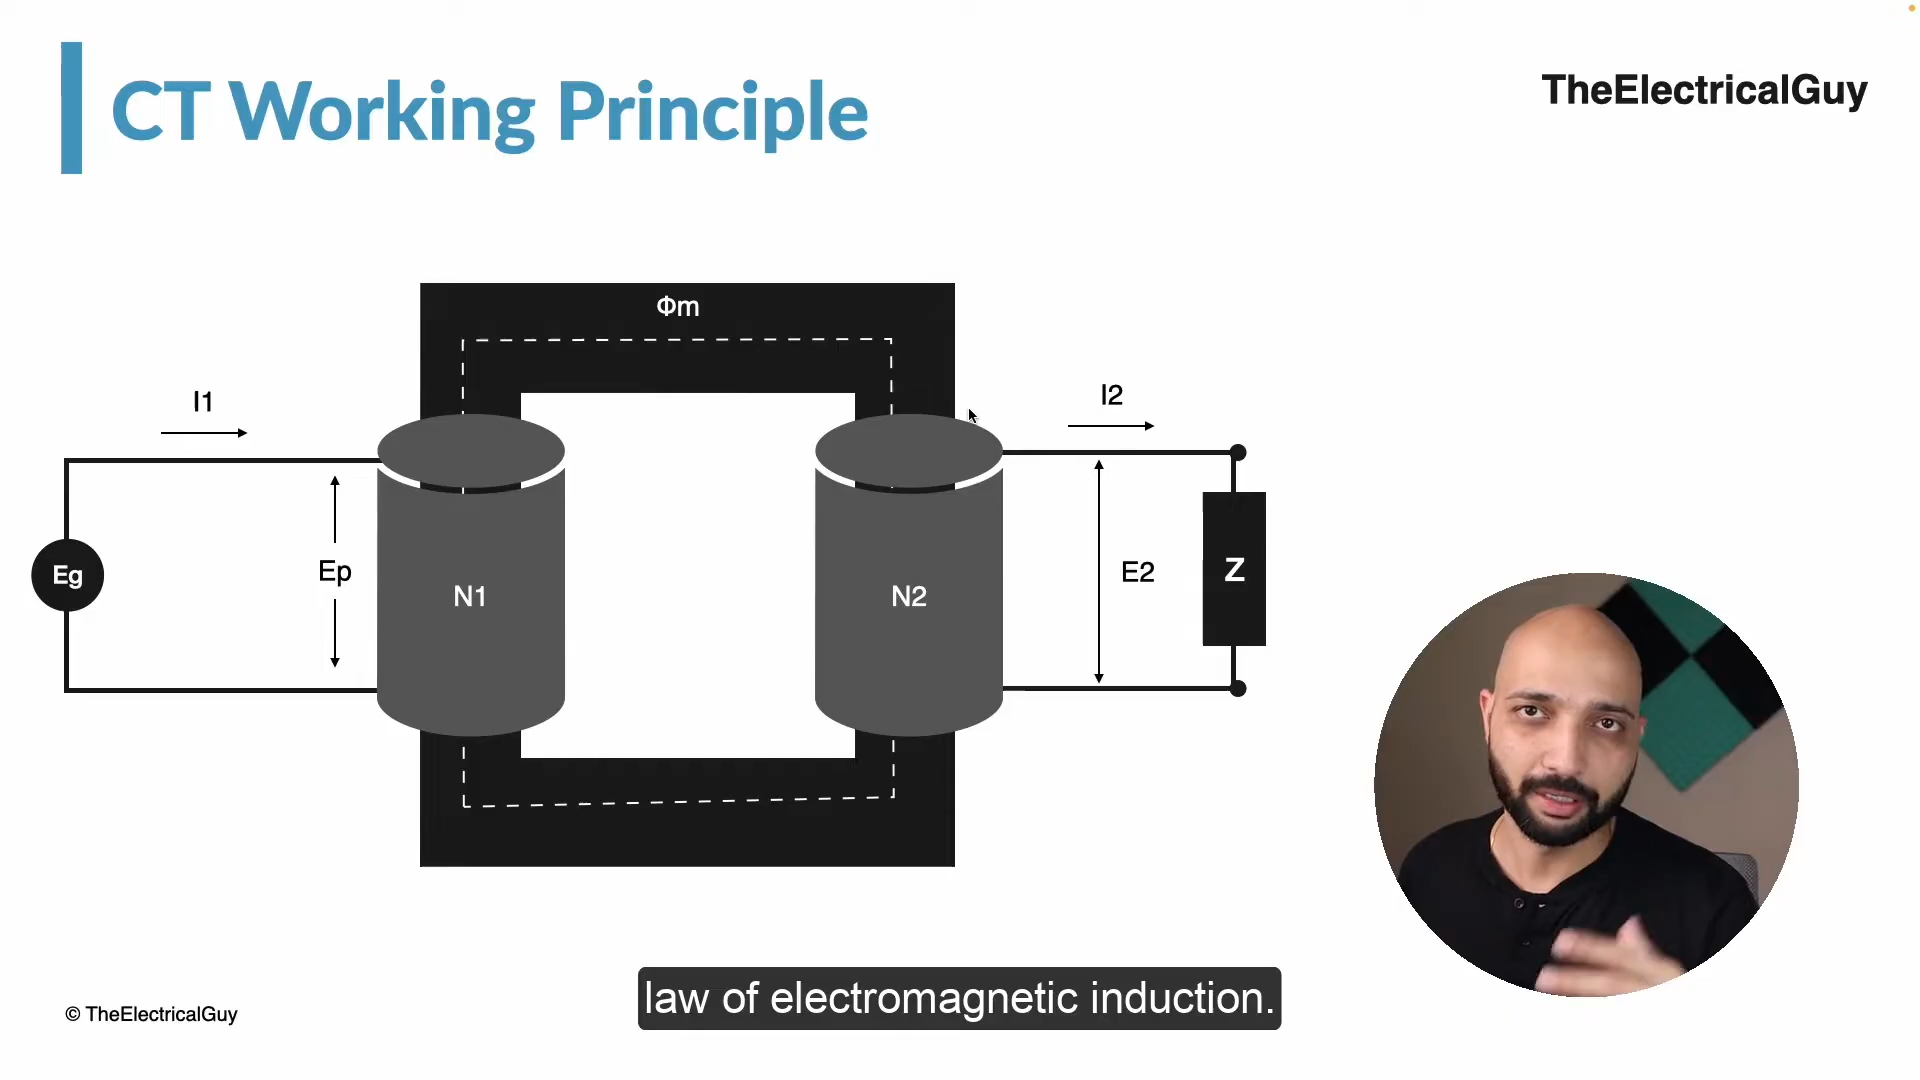 CT Working Principle
TheElectricalGuy
Φm
I1
I2
Eg
Ep
N1
N2
E2
Z
law of electromagnetic induction.
© TheElectricalGuy